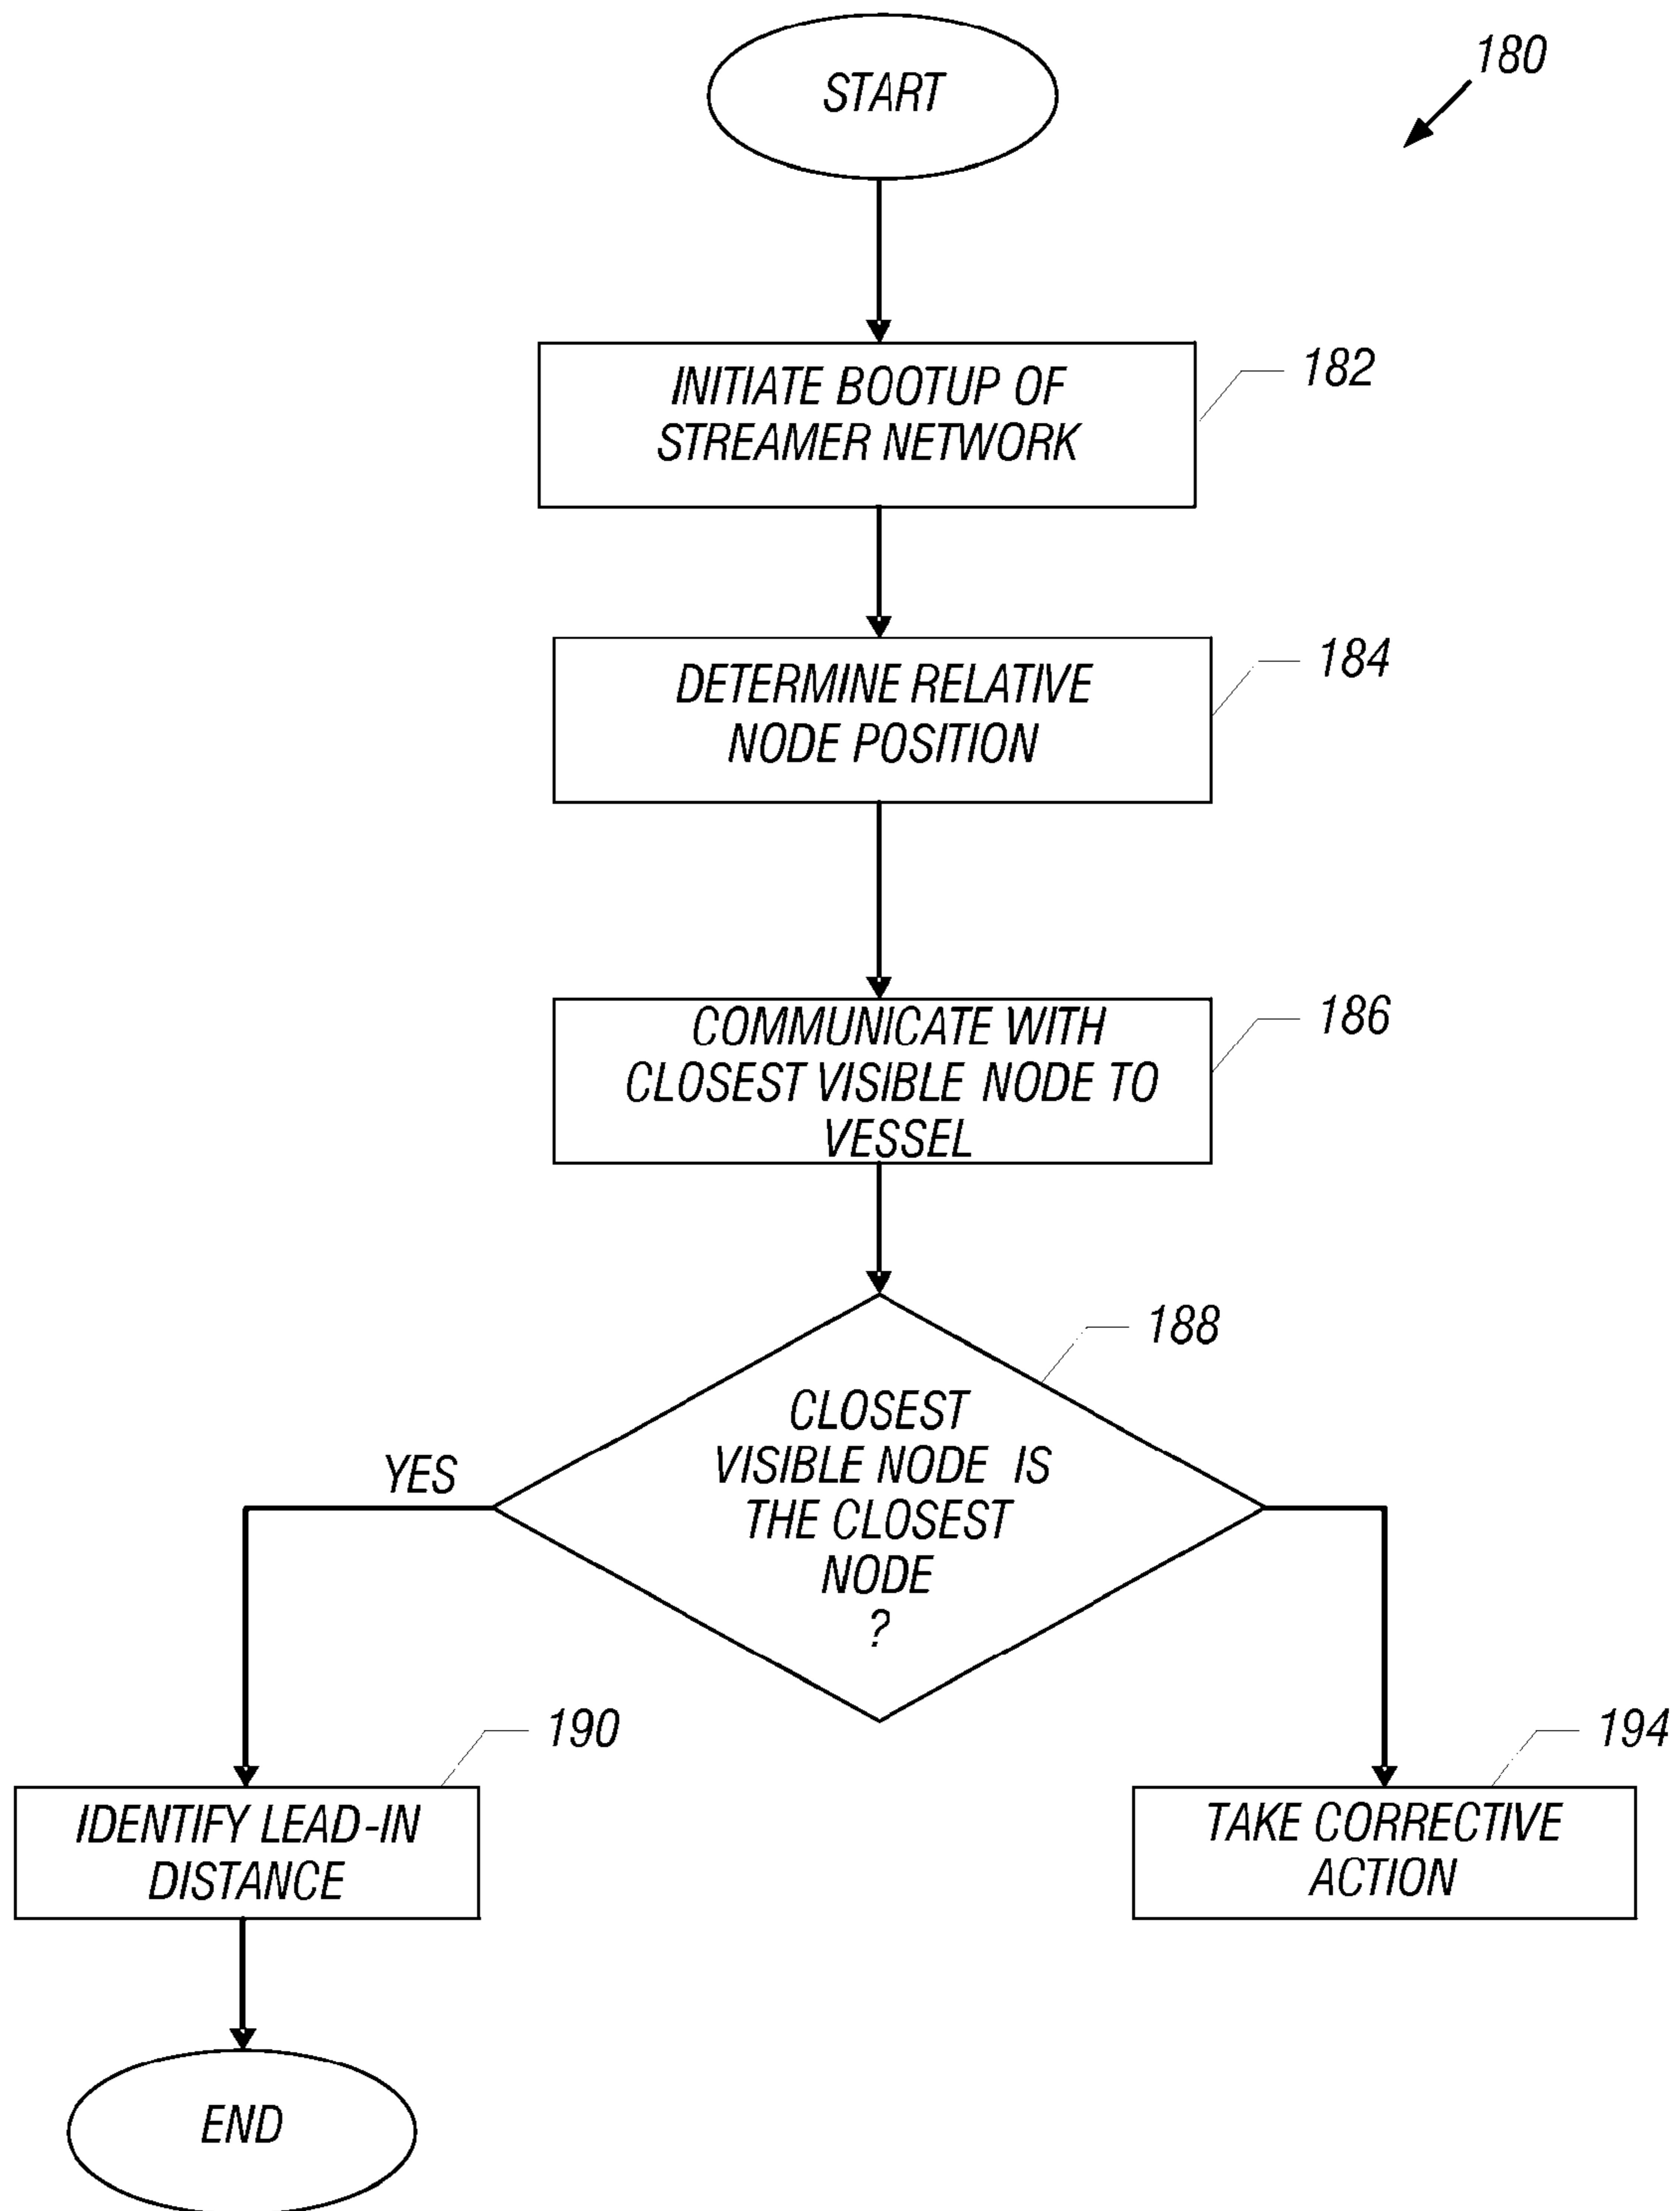 START
180
INITIATE BOOTUP OF
STREAMER NETWORK
182
DETERMINE RELATIVE
NODE POSITION
184
COMMUNICATE WITH
CLOSEST VISIBLE NODE TO
VESSEL
186
CLOSEST
VISIBLE NODE IS
THE CLOSEST
NODE
?
188
YES
IDENTIFY LEAD-IN
DISTANCE
190
TAKE CORRECTIVE
ACTION
194
END